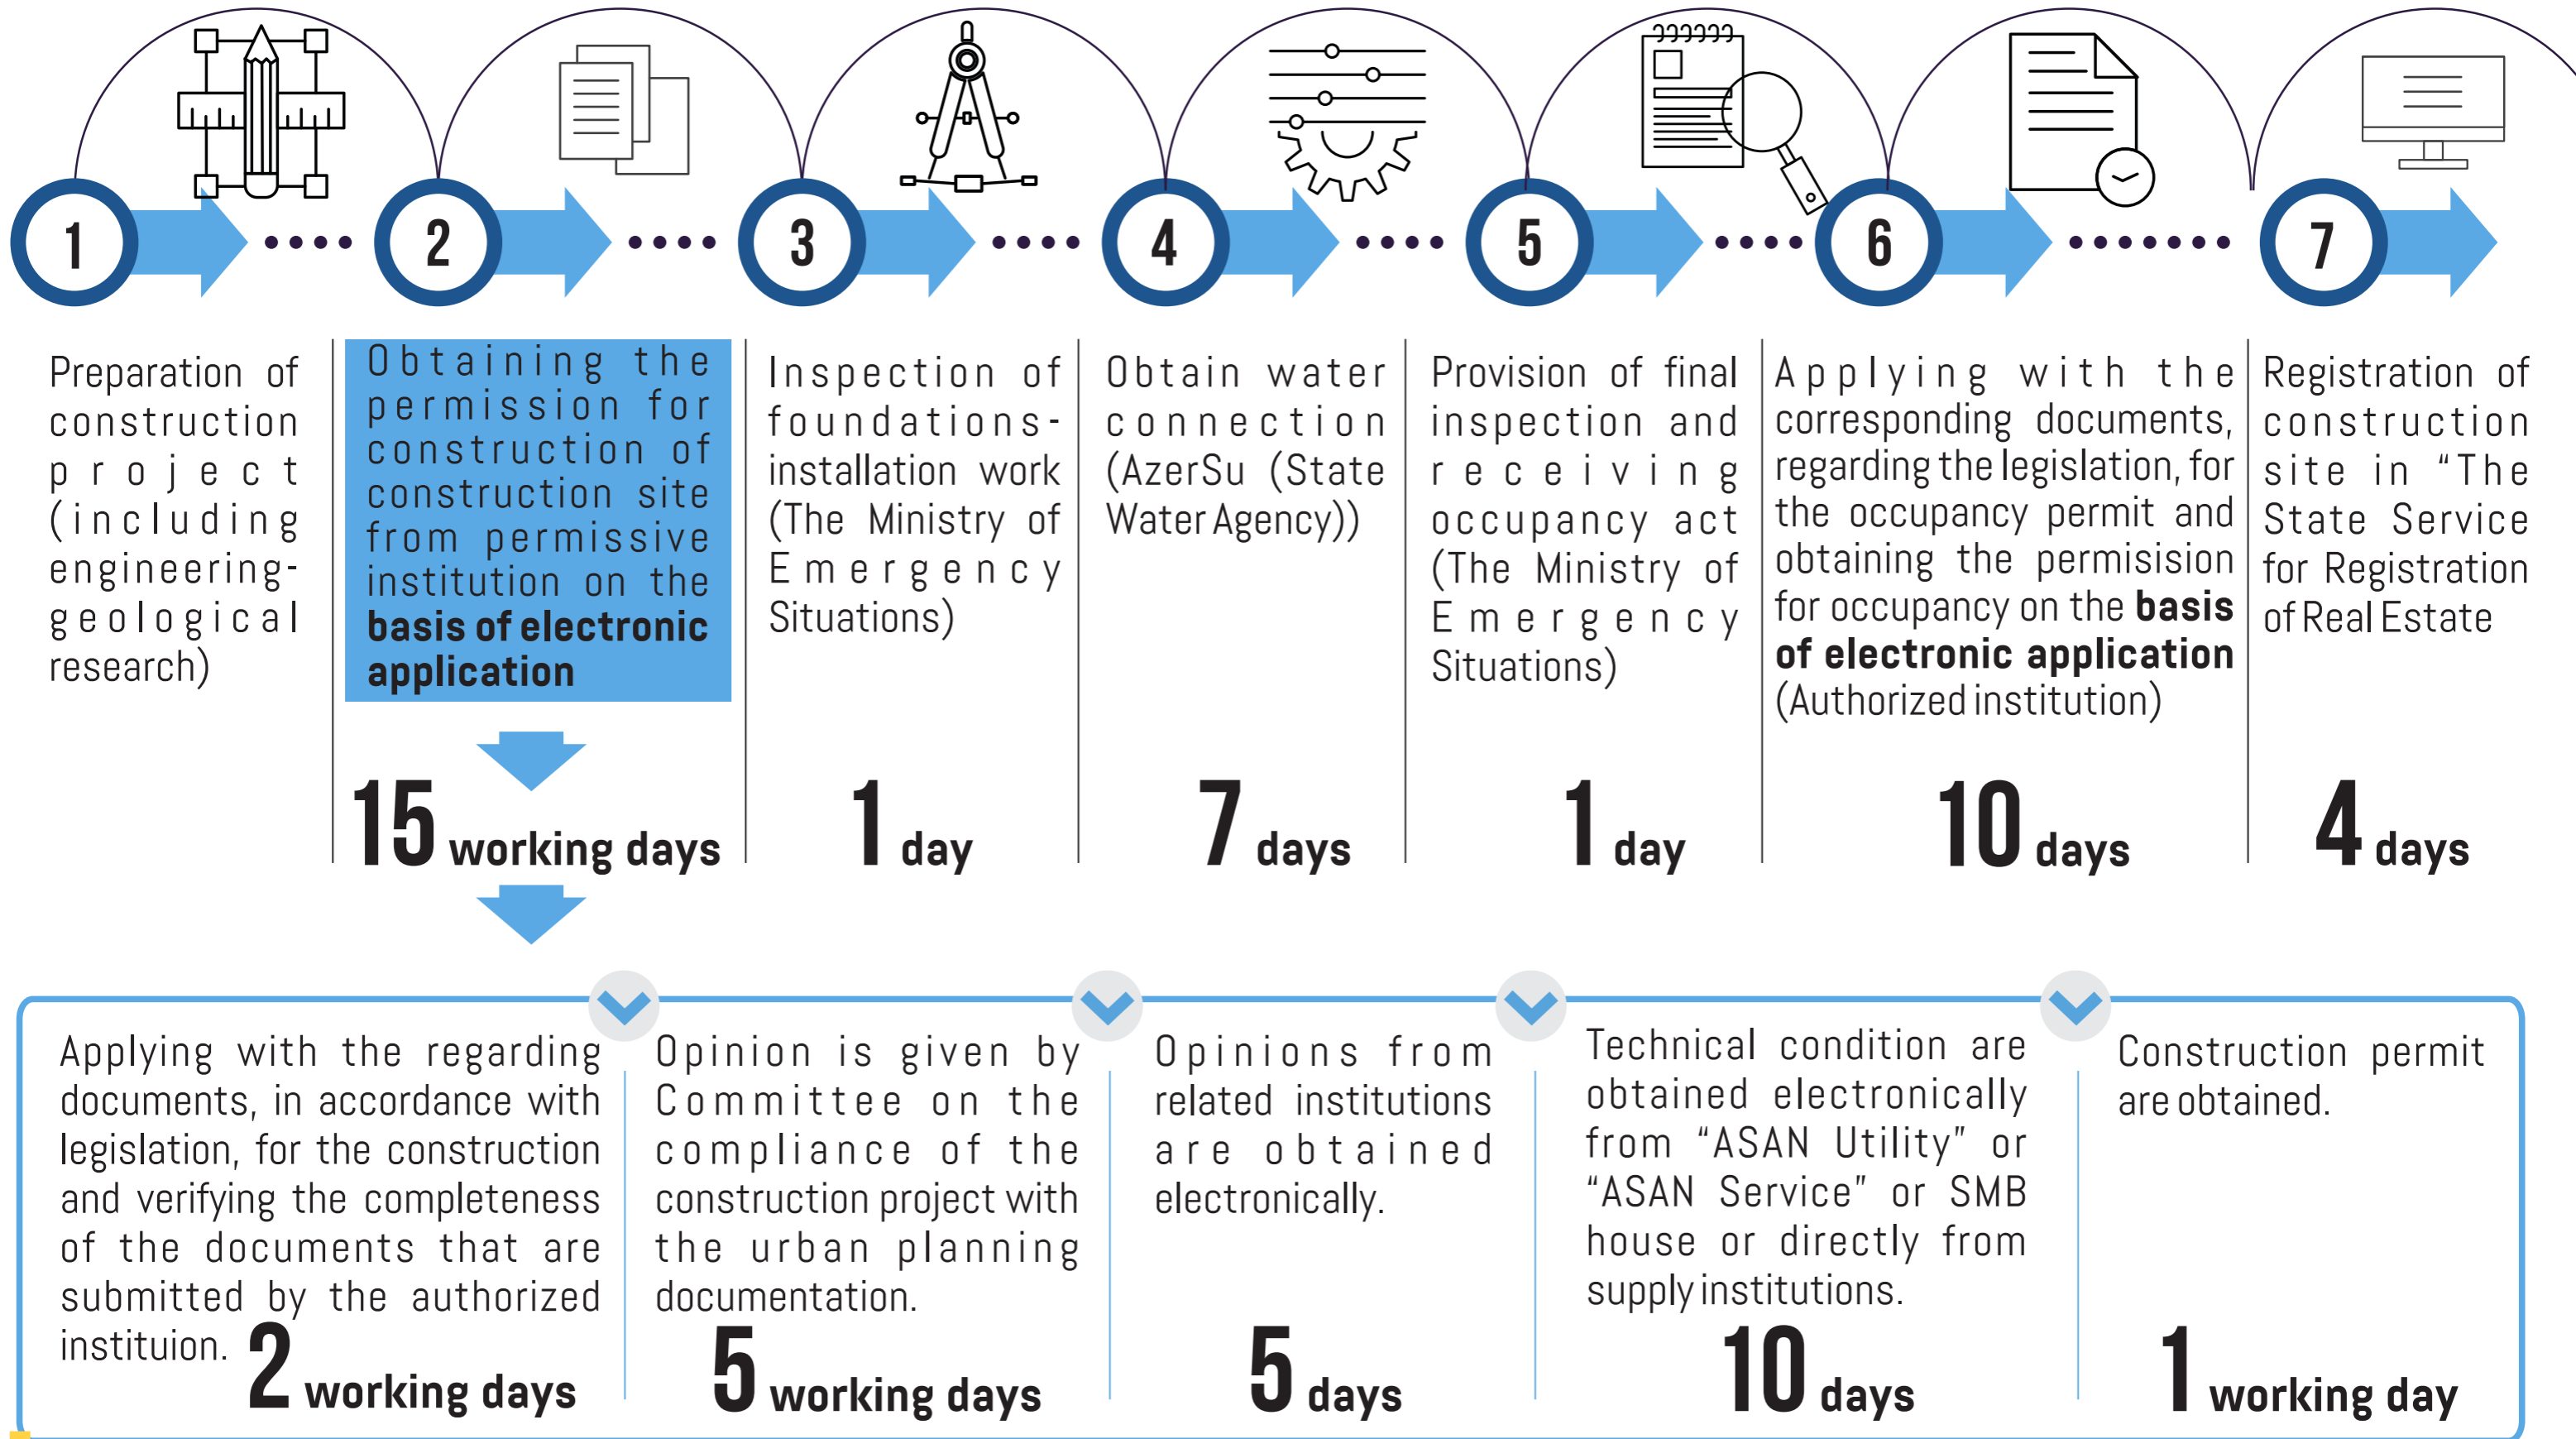 1
2
3
4
5
6
7
Preparation of
construction
project
(including
engineering-
geological
research)
Obtaining the
permission for
construction of
construction site
from permissive
institution on the
basis of electronic
application
15 working days
Inspection of
foundations-
installation work
(The Ministry of
Emergency
Situations)
1 day
Obtain water
connection
(AzerSu (State
Water Agency))
7 days
Provision of final
inspection and
receiving
occupancy act
(The Ministry of
Emergency
Situations)
1 day
Applying with the
corresponding documents,
regarding the legislation, for
the occupancy permit and
obtaining the permisision
for occupancy on the basis
of electronic application
(Authorized institution)
10 days
Registration of
construction
site in “The
State Service
for Registration
of Real Estate
4 days
Applying with the regarding
documents, in accordance with
legislation, for the construction
and verifying the completeness
of the documents that are
submitted by the authorized
instituion.
2 working days
Opinion is given by
Committee on the
compliance of the
construction project with
the urban planning
documentation.
5 working days
Opinions from
related institutions
are obtained
electronically.
5 days
Technical condition are
obtained electronically
from “ASAN Utility” or
“ASAN Service” or SMB
house or directly from
supply institutions.
10 days
Construction permit
are obtained.
1 working day